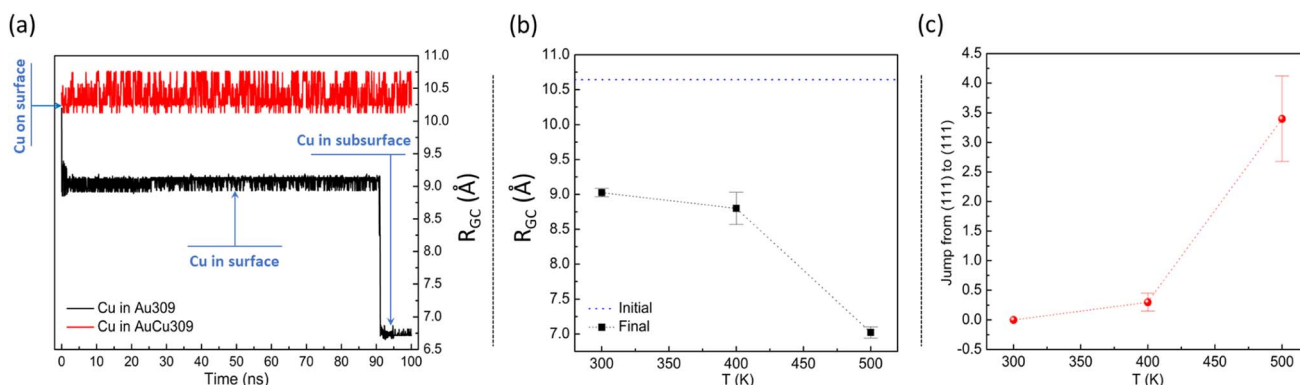 (a)
Cu on surface
11.0
10.5
10.0
9.5
9.0
8.5
8.0
7.5
7.0
6.5
R_GC (Å)
Cu in subsurface
Cu in surface
Cu in Au309
Cu in AuCu309
0 10 20 30 40 50 60 70 80 90 100
Time (ns)
(b)
11.0
10.5
10.0
9.5
9.0
8.5
8.0
7.5
7.0
R_GC (Å)
Initial
Final
300 350 400 450 500
T (K)
(c)
4.5
4.0
3.5
3.0
2.5
2.0
1.5
1.0
0.5
0.0
-0.5
Jump from (111) to (111)
300 350 400 450 500
T (K)